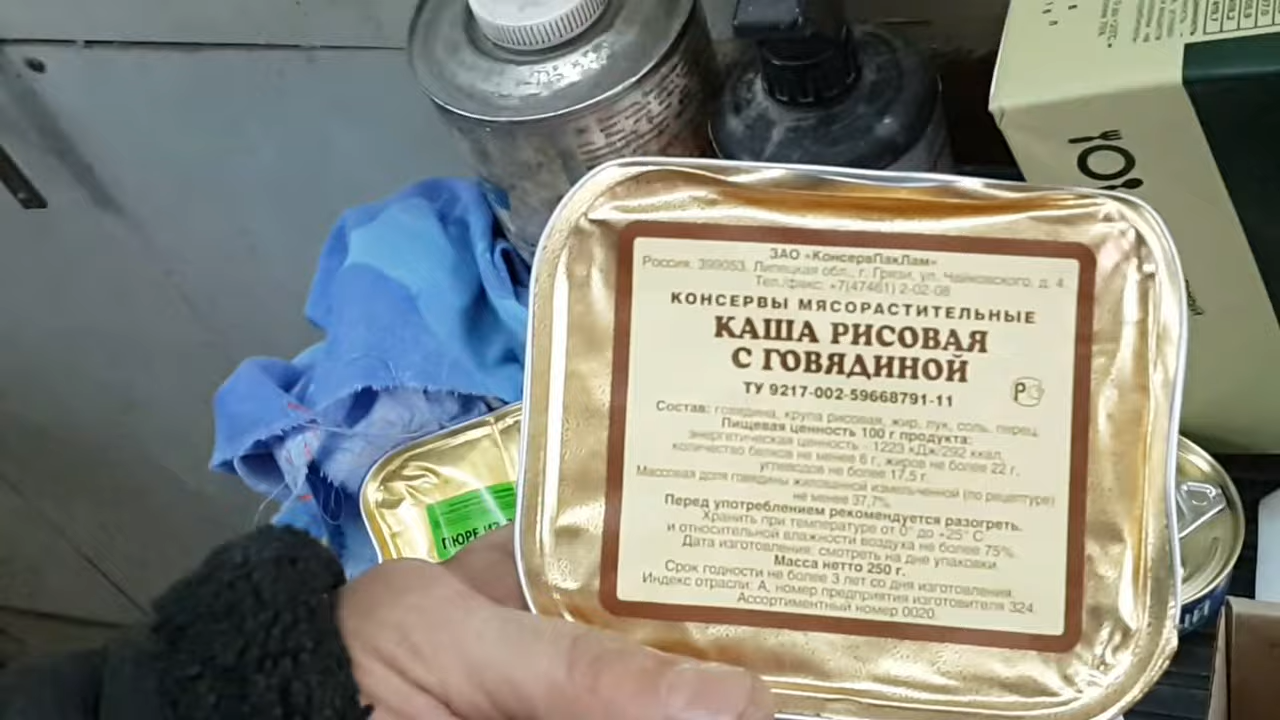 ЗАО «КонсервПакЛам»
Россия, 399053, Липецкая обл., г. Грязи, ул. Чайковского, д. 4.
Тел./факс: +7(47461) 2-02-08
КОНСЕРВЫ МЯСОРАСТИТЕЛЬНЫЕ
КАША РИСОВАЯ
С ГОВЯДИНОЙ
ТУ 9217-002-59668791-11
Состав: говядина, крупа рисовая, жир, лук, соль, перец.
Пищевая ценность 100 г продукта:
энергетическая ценность - 1223 кДж/292 ккал,
количество белков не менее 6 г, жиров не более 22 г,
углеводов не более 17,5 г.
Массовая доля говядины жилованной измельченной (по рецептуре)
не менее 37,7%.
Перед употреблением рекомендуется разогреть.
Хранить при температуре от 0° до +25° С
и относительной влажности воздуха не более 75%.
Дата изготовления: смотреть на дне упаковки.
Масса нетто 250 г.
Срок годности не более 3 лет со дня изготовления.
Индекс отрасли: А, номер предприятия изготовителя 324.
Ассортиментный номер 0020.
ПЮРЕ ИЗ